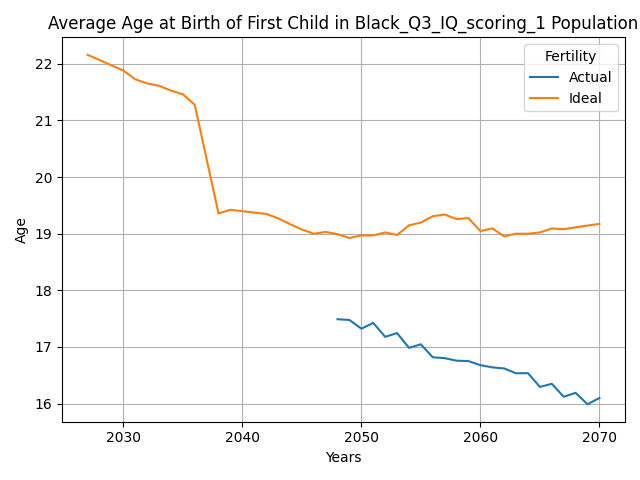 Average Age at Birth of First Child in Black_Q3_IQ_scoring_1 Population
Fertility
Actual
Ideal
22
21
20
19
18
17
16
Age
2030
2040
2050
2060
2070
Years